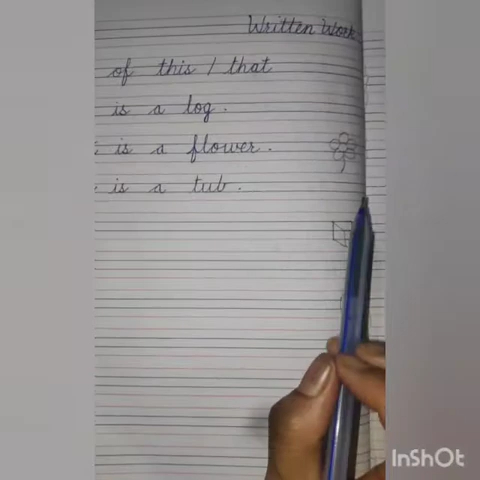 Written Work
of this / that
is a log.
is a flower.
is a tub.
InShOt